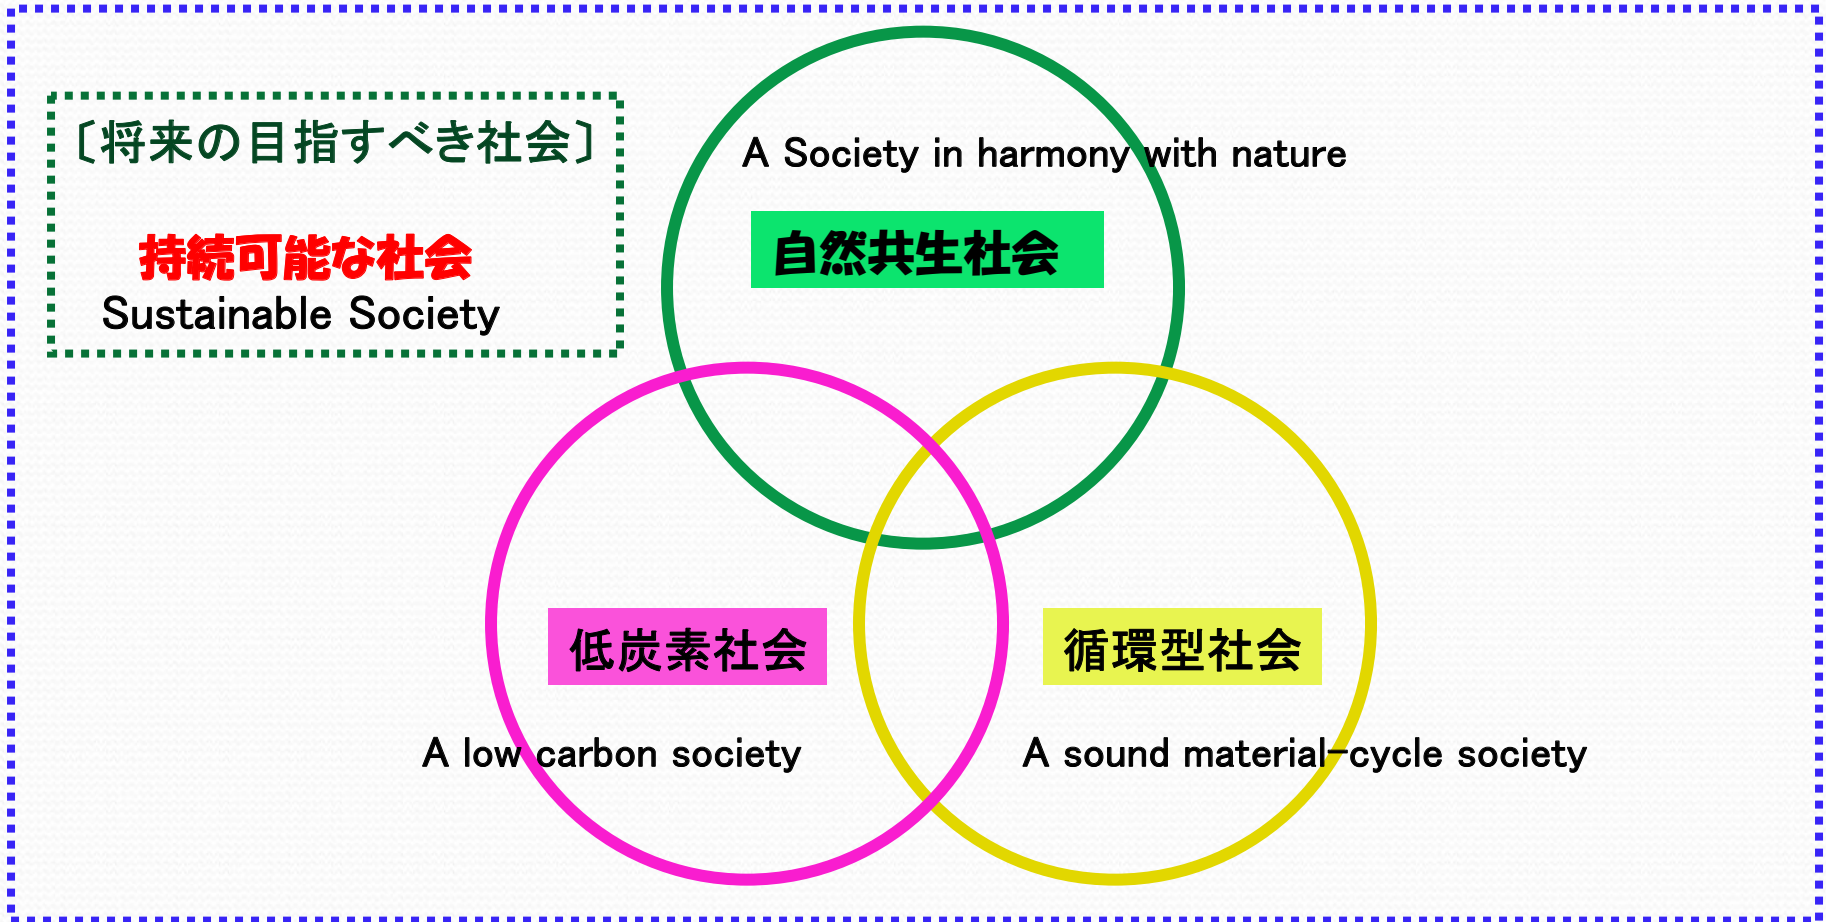 〔将来の目指すべき社会〕
持続可能な社会
Sustainable Society
A Society in harmony with nature
自然共生社会
低炭素社会
循環型社会
A low carbon society
A sound material-cycle society